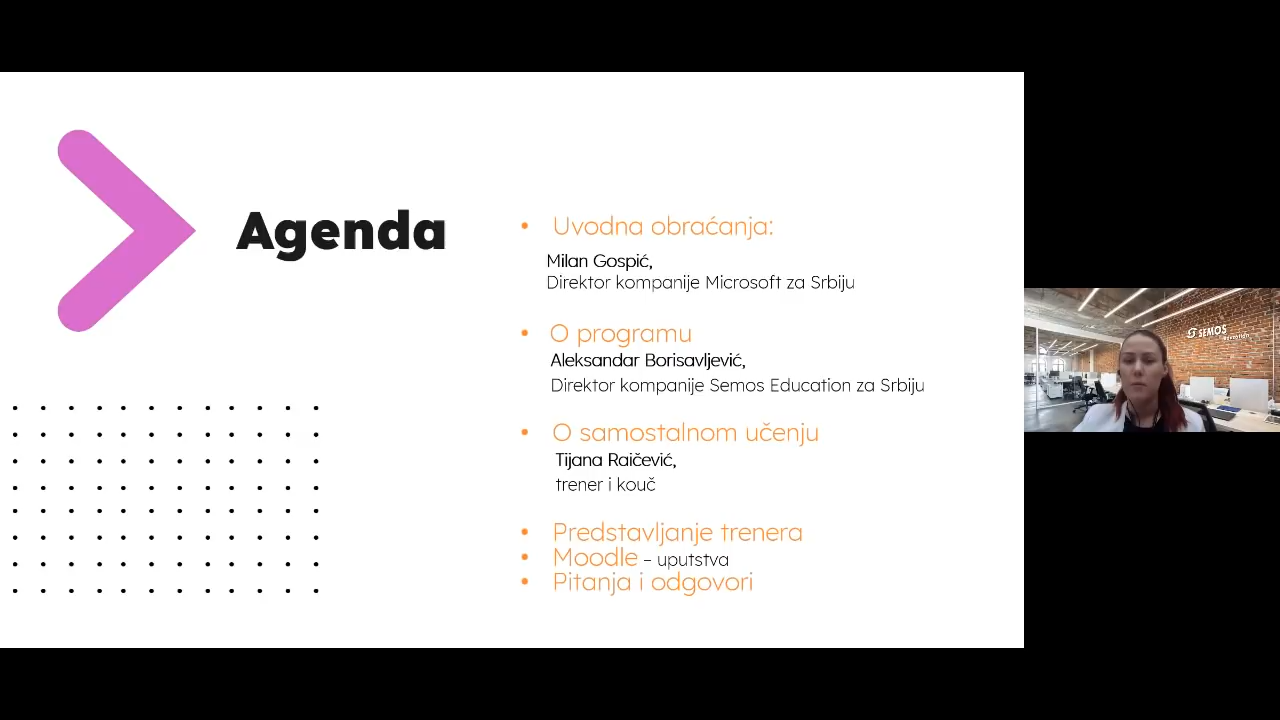 Agenda
• Uvodna obraćanja:
Milan Gospić,
Direktor kompanije Microsoft za Srbiju
• O programu
Aleksandar Borisavljević,
Direktor kompanije Semos Education za Srbiju
• O samostalnom učenju
Tijana Raičević,
trener i kouč
• Predstavljanje trenera
• Moodle – uputstva
• Pitanja i odgovori
SEMOS
education